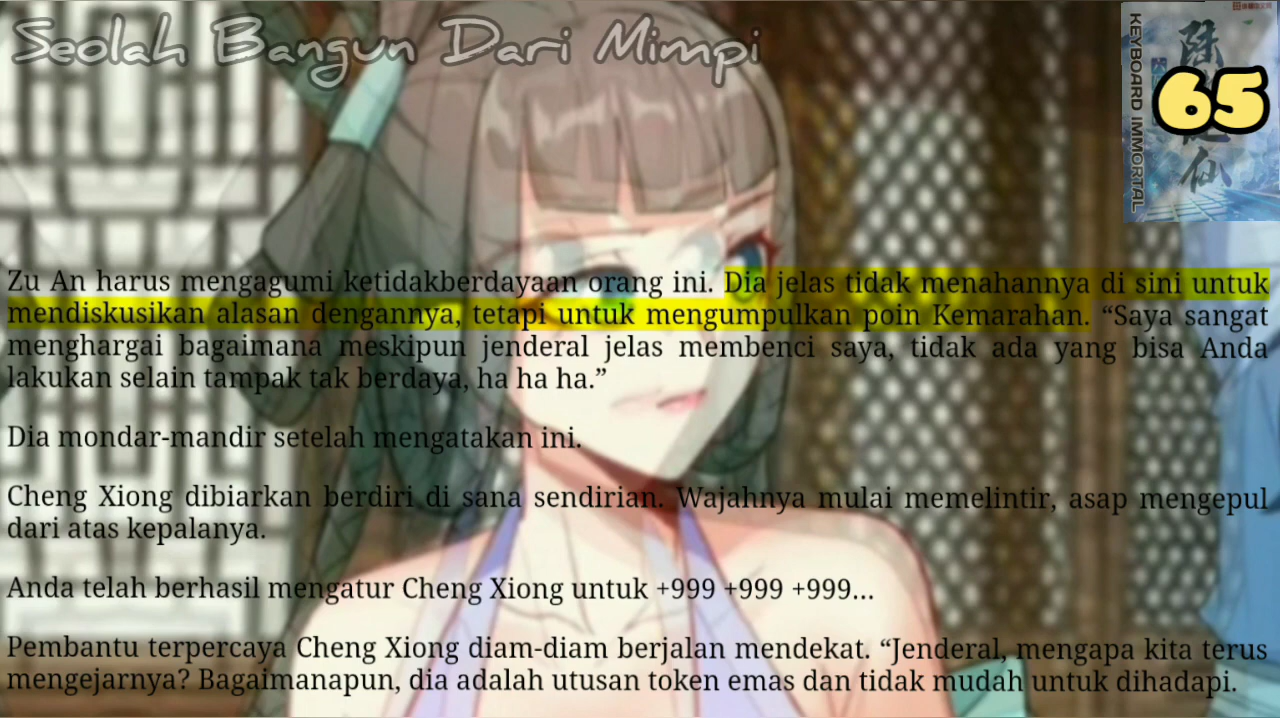 Seolah Bangun Dari Mimpi
KEYBOARD IMMORTAL
65
Zu An harus mengagumi ketidakberdayaan orang ini. Dia jelas tidak menahannya di sini untuk
mendiskusikan alasan dengannya, tetapi untuk mengumpulkan poin Kemarahan. “Saya sangat
menghargai bagaimana meskipun jenderal jelas membenci saya, tidak ada yang bisa Anda
lakukan selain tampak tak berdaya, ha ha ha.”
Dia mondar-mandir setelah mengatakan ini.
Cheng Xiong dibiarkan berdiri di sana sendirian. Wajahnya mulai memelintir, asap mengepul
dari atas kepalanya.
Anda telah berhasil mengatur Cheng Xiong untuk +999 +999 +999…
Pembantu terpercaya Cheng Xiong diam-diam berjalan mendekat. “Jenderal, mengapa kita terus
mengejarnya? Bagaimanapun, dia adalah utusan token emas dan tidak mudah untuk dihadapi.